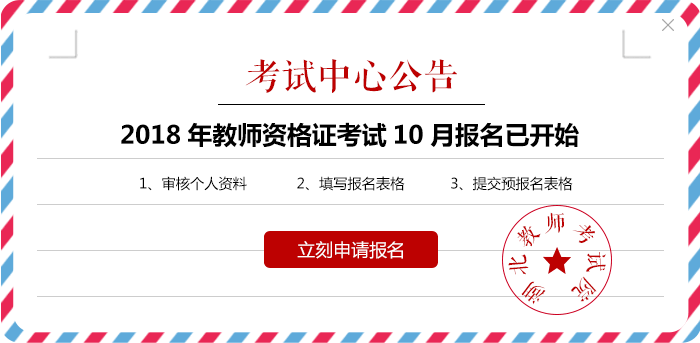 考试中心公告
2018 年教师资格证考试 10 月报名已开始
1、审核个人资料 2、填写报名表格 3、提交预报名表格
立刻申请报名
湖北教师考试院